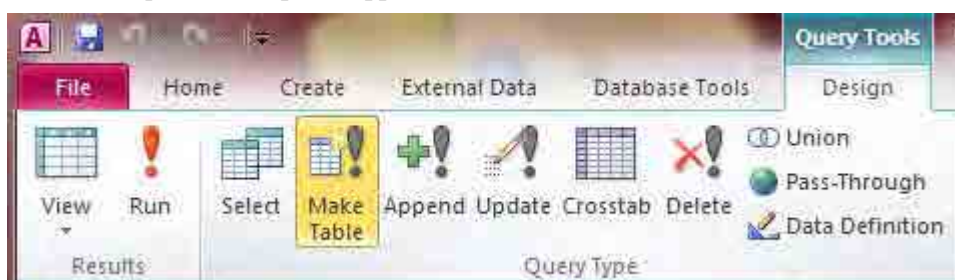 A
Query Tools
File Home Create External Data Database Tools Design
View Run Select Make Table Append Update Crosstab Delete
Union
Pass-Through
Data Definition
Results Query Type